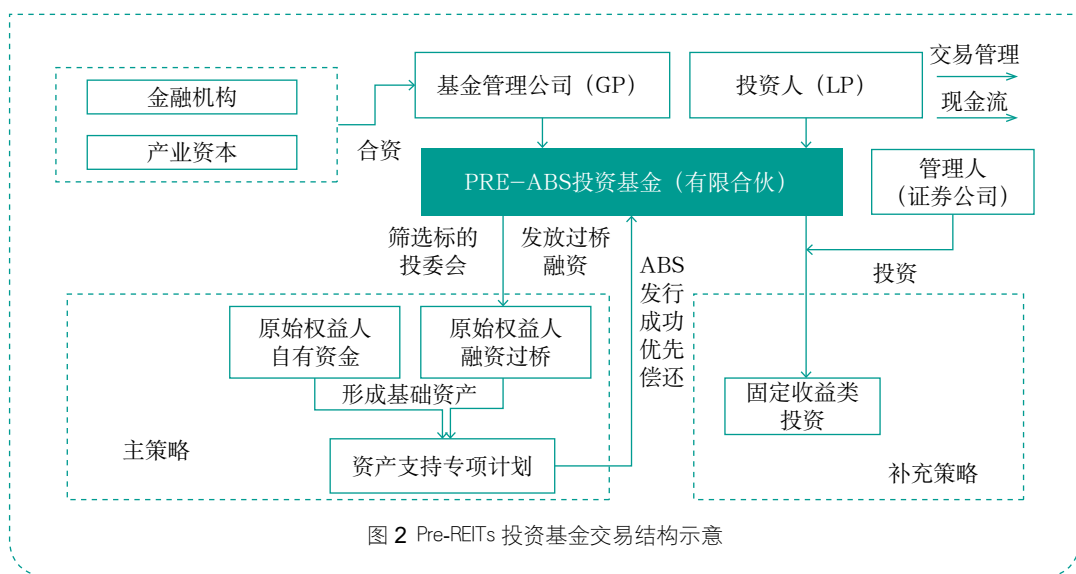 金融机构
产业资本
合资
基金管理公司（GP）
投资人（LP）
交易管理
现金流
PRE-ABS投资基金（有限合伙）
管理人
（证券公司）
筛选标的
投委会
发放过桥
融资
ABS
发行
成功
优先
偿还
投资
原始权益人
自有资金
原始权益人
融资过桥
形成基础资产
主策略
资产支持专项计划
固定收益类
投资
补充策略
图 2 Pre-REITs 投资基金交易结构示意